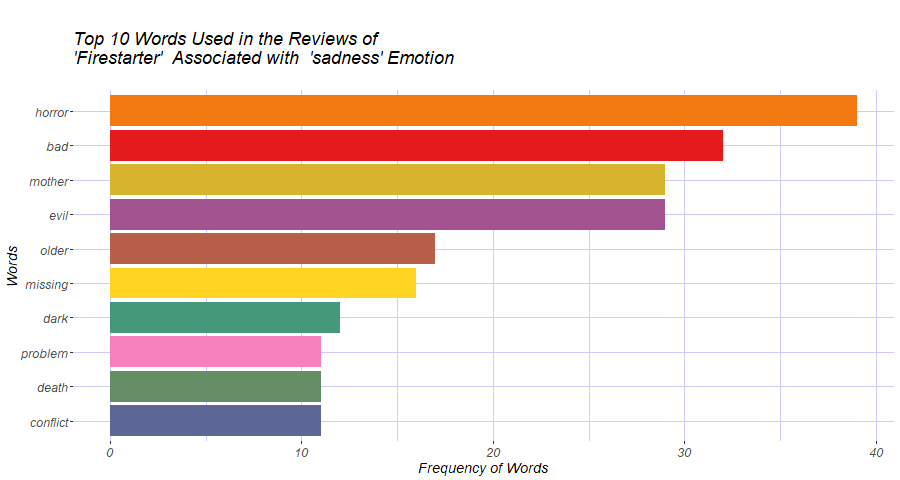 Top 10 Words Used in the Reviews of
'Firestarter'  Associated with  'sadness' Emotion
horror
bad
mother
evil
older
missing
dark
problem
death
conflict
Words
0 10 20 30 40
Frequency of Words